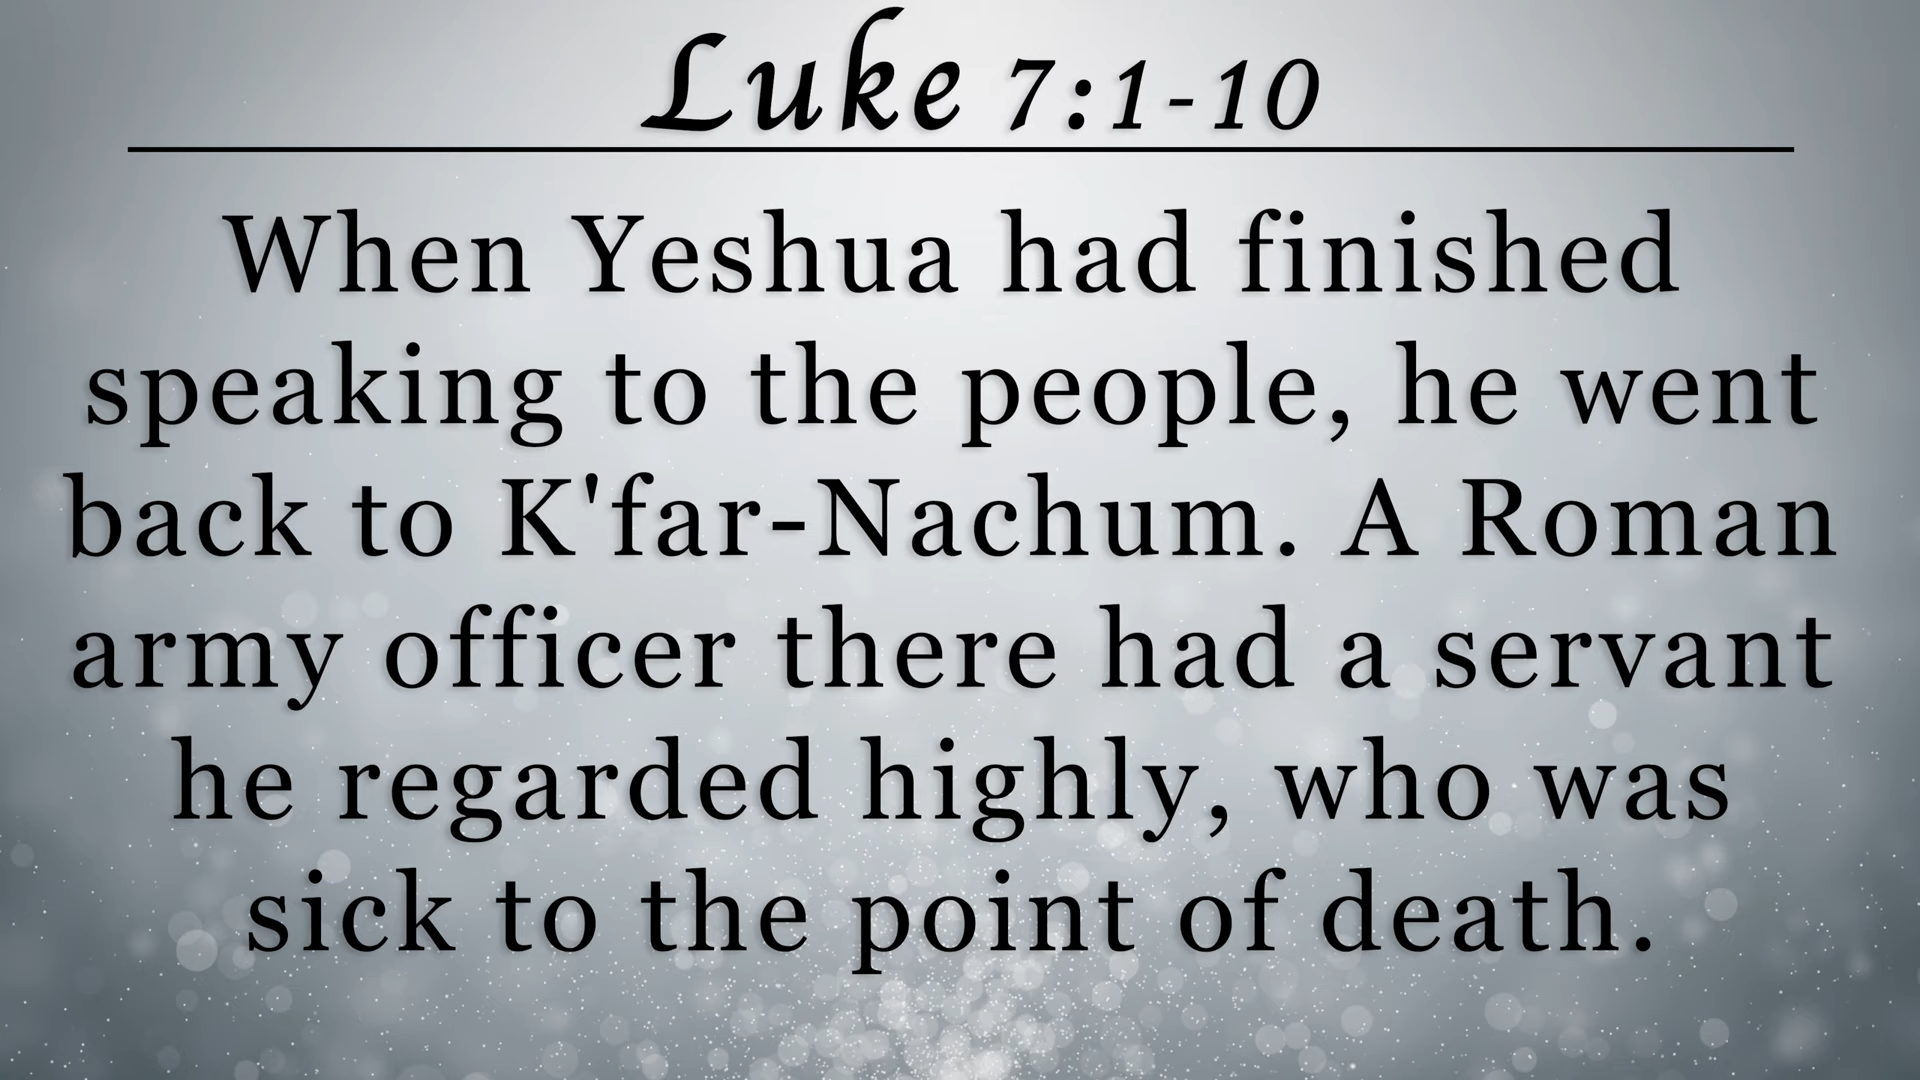 Luke 7:1-10
When Yeshua had finished
speaking to the people, he went
back to K'far-Nachum. A Roman
army officer there had a servant
he regarded highly, who was
sick to the point of death.